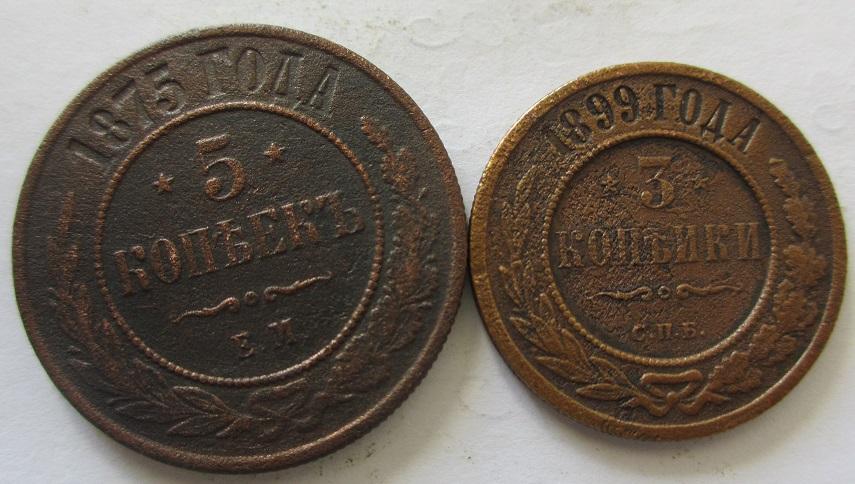 1875 ГОДА
5
КОПѢЕКЪ
Е М
1899 ГОДА
3
КОПѢЙКИ
С.П.Б.